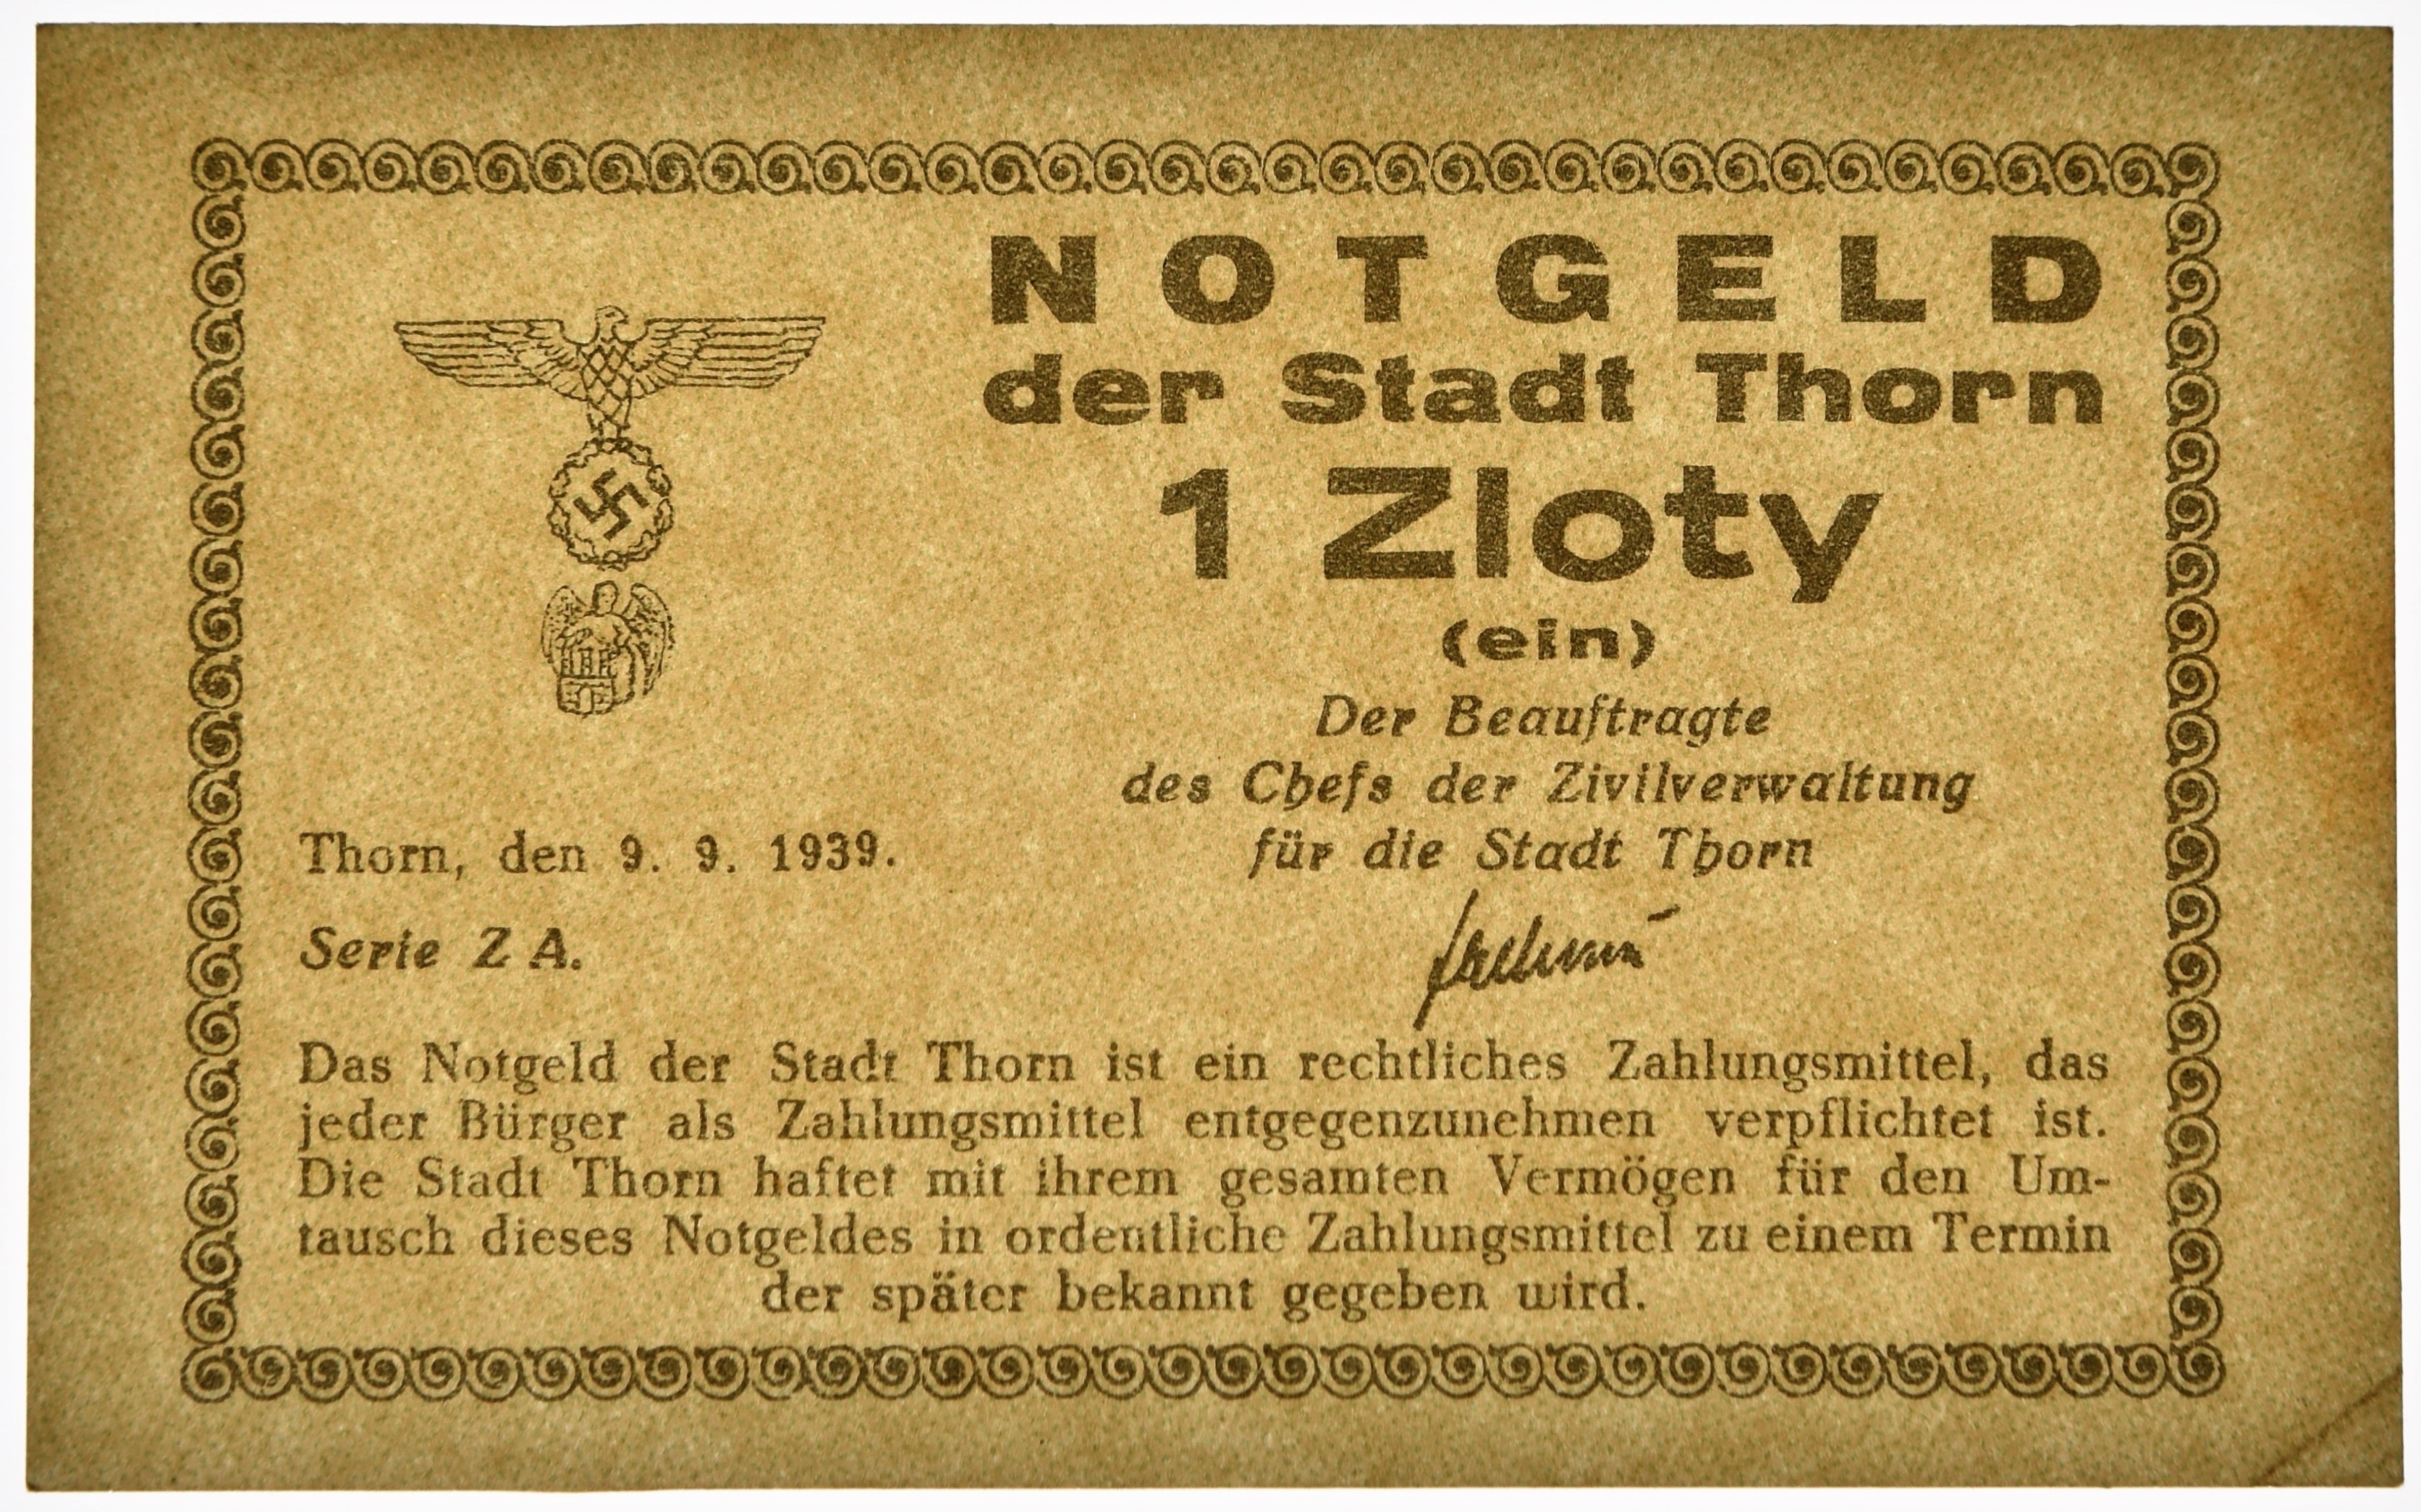 NOTGELD
der Stadt Thorn
1 Zloty
(ein)
Der Beauftragte
des Chefs der Zivilverwaltung
für die Stadt Thorn
Thorn, den 9. 9. 1939.
Serie Z A.
Das Notgeld der Stadt Thorn ist ein rechtliches Zahlungsmittel, das
jeder Bürger als Zahlungsmittel entgegenzunehmen verpflichtet ist.
Die Stadt Thorn haftet mit ihrem gesamten Vermögen für den Um-
tausch dieses Notgeldes in ordentliche Zahlungsmittel zu einem Termin
der später bekannt gegeben wird.